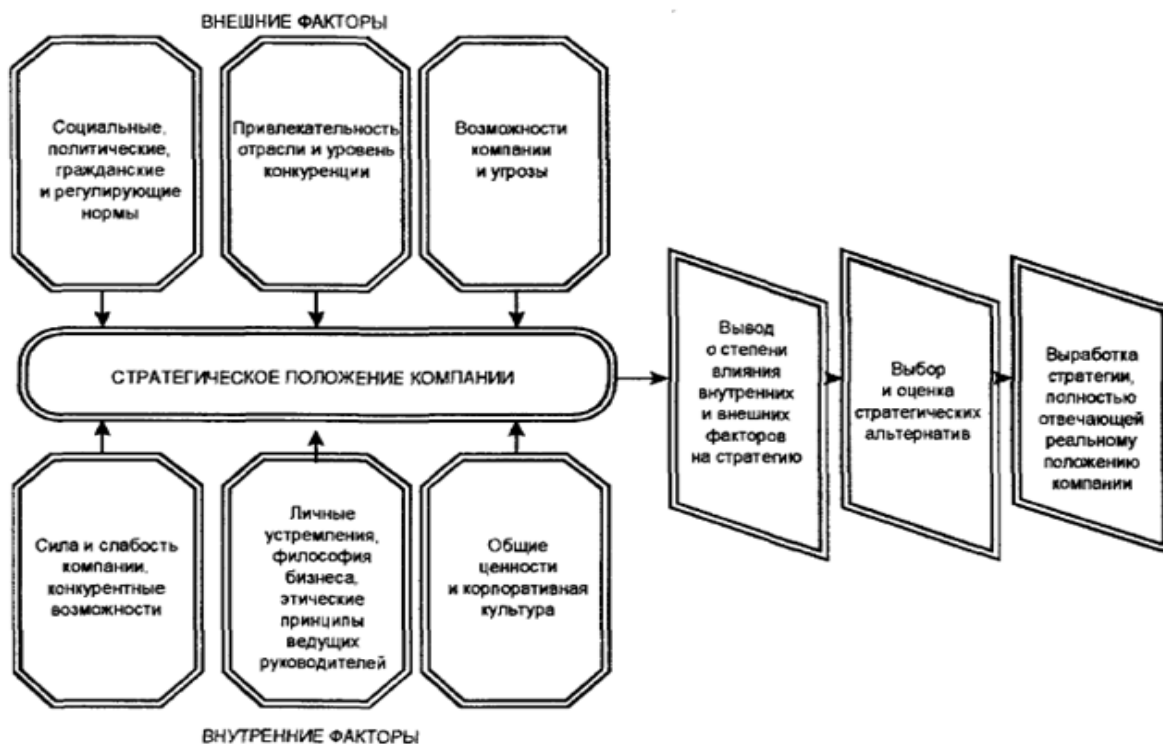 ВНЕШНИЕ ФАКТОРЫ
Социальные,
политические,
гражданские
и регулирующие
нормы
Привлекательность
отрасли и уровень
конкуренции
Возможности
компании
и угрозы
СТРАТЕГИЧЕСКОЕ ПОЛОЖЕНИЕ КОМПАНИИ
Вывод
о степени
влияния
внутренних
и внешних
факторов
на стратегию
Выбор
и оценка
стратегических
альтернатив
Выработка
стратегии,
полностью
отвечающей
реальному
положению
компании
Сила и слабость
компании,
конкурентные
возможности
Личные
устремления,
философия
бизнеса,
этические
принципы
ведущих
руководителей
Общие
ценности
и корпоративная
культура
ВНУТРЕННИЕ ФАКТОРЫ